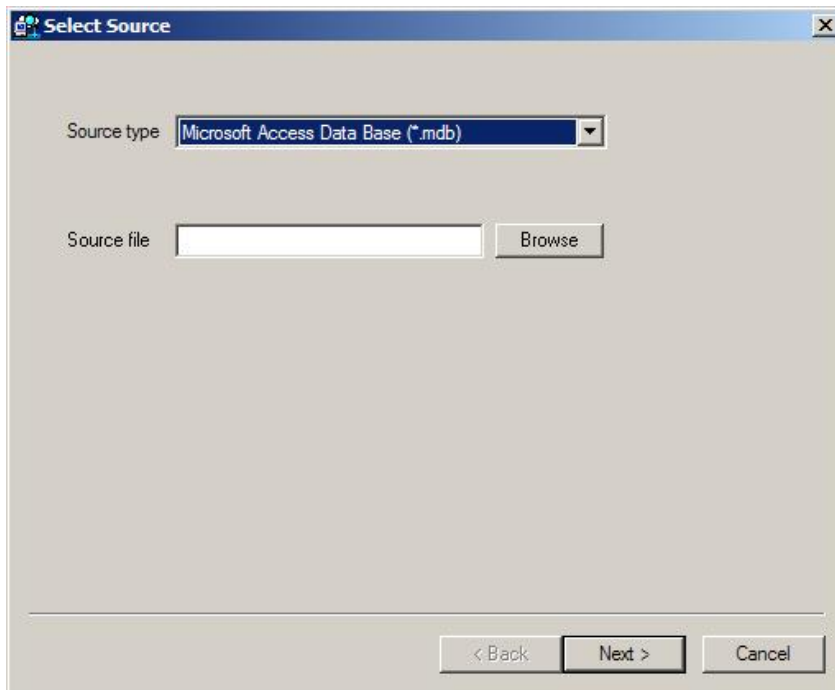 Select Source
Source type Microsoft Access Data Base (*.mdb)
Source file Browse
< Back Next > Cancel